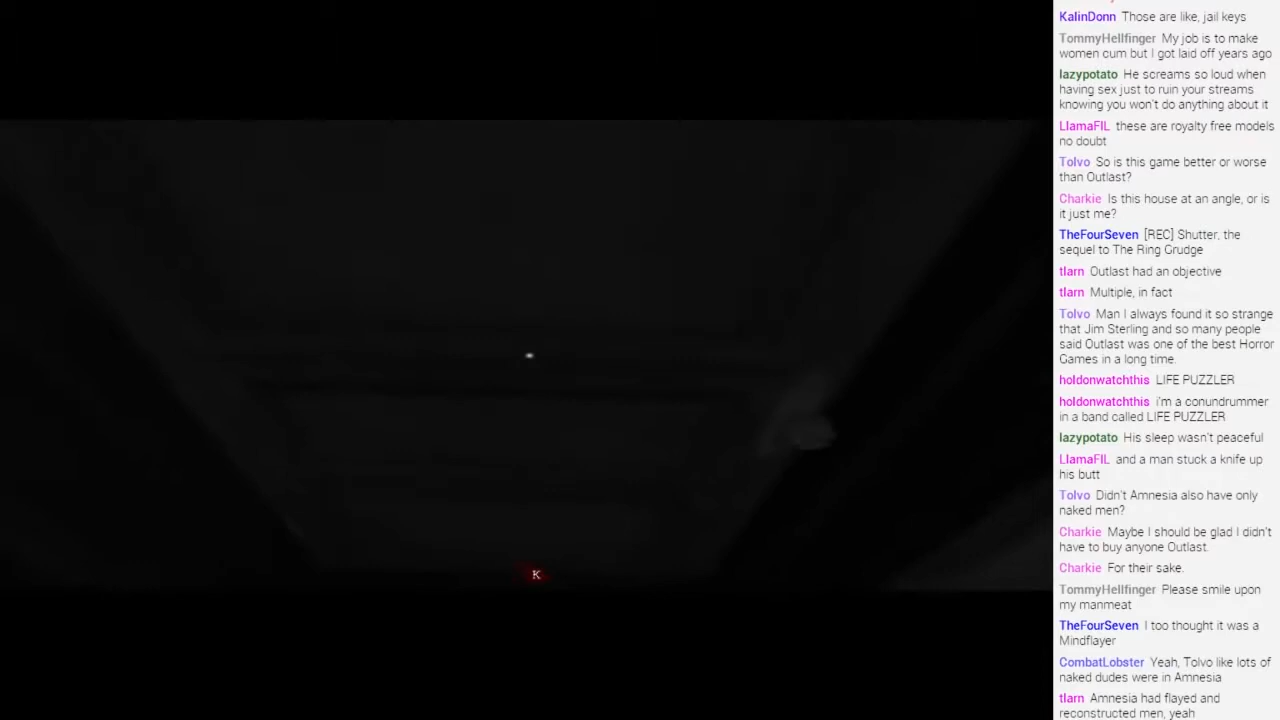 K
KalinDonn Those are like, jail keys
TommyHellfinger My job is to make
women cum but I got laid off years ago
lazypotato He screams so loud when
having sex just to ruin your streams
knowing you won't do anything about it
LlamaFIL these are royalty free models
no doubt
Tolvo So is this game better or worse
than Outlast?
Charkie Is this house at an angle, or is
it just me?
TheFourSeven [REC] Shutter, the
sequel to The Ring Grudge
tlarn Outlast had an objective
tlarn Multiple, in fact
Tolvo Man I always found it so strange
that Jim Sterling and so many people
said Outlast was one of the best Horror
Games in a long time.
holdonwatchthis LIFE PUZZLER
holdonwatchthis i'm a conundrummer
in a band called LIFE PUZZLER
lazypotato His sleep wasn't peaceful
LlamaFIL and a man stuck a knife up
his butt
Tolvo Didn't Amnesia also have only
naked men?
Charkie Maybe I should be glad I didn't
have to buy anyone Outlast.
Charkie For their sake.
TommyHellfinger Please smile upon
my manmeat
TheFourSeven I too thought it was a
Mindflayer
CombatLobster Yeah, Tolvo like lots of
naked dudes were in Amnesia
tlarn Amnesia had flayed and
reconstructed men, yeah